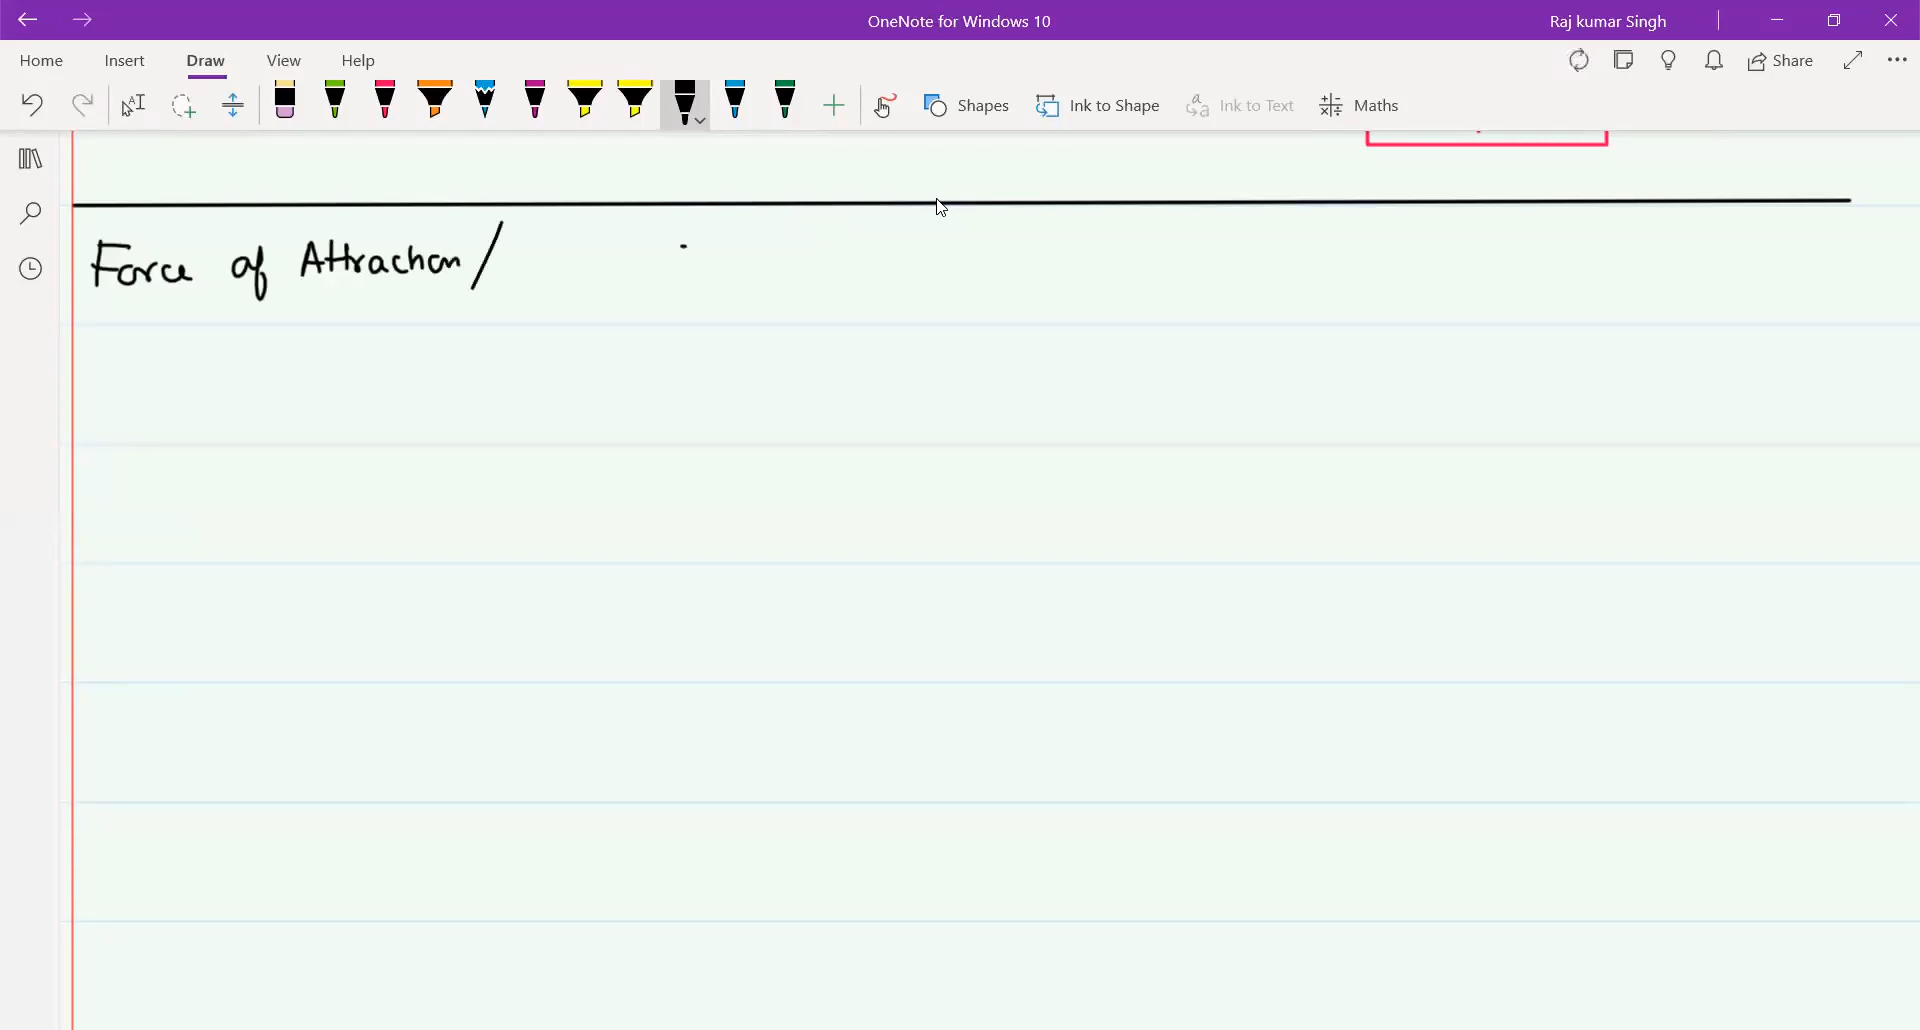 OneNote for Windows 10
Raj kumar Singh
Home Insert Draw View Help
Share
Shapes Ink to Shape Ink to Text Maths
Force of Attraction /